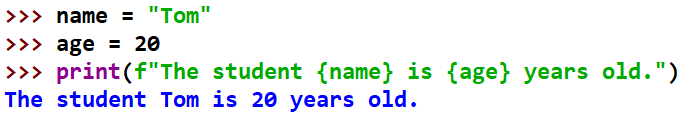 >>> name = "Tom"
>>> age = 20
>>> print(f"The student {name} is {age} years old.")
The student Tom is 20 years old.